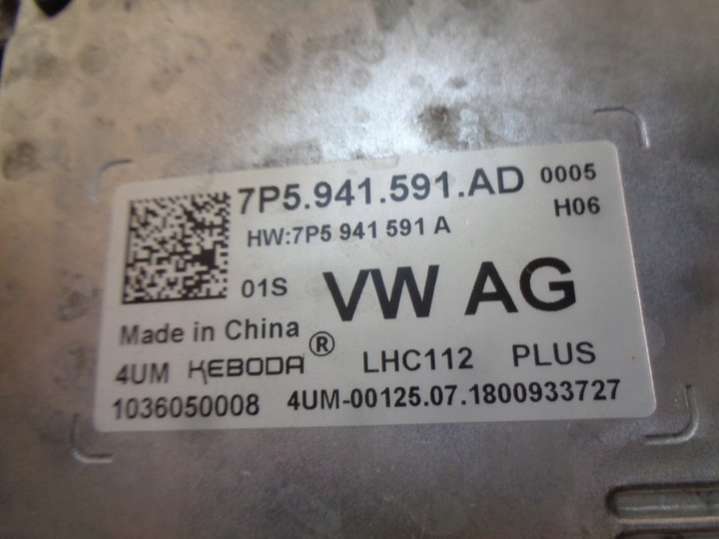 7P5.941.591.AD 0005
HW:7P5 941 591 A H06
01S VW AG
Made in China
4UM KEBODA® LHC112 PLUS
1036050008 4UM-00125.07.1800933727